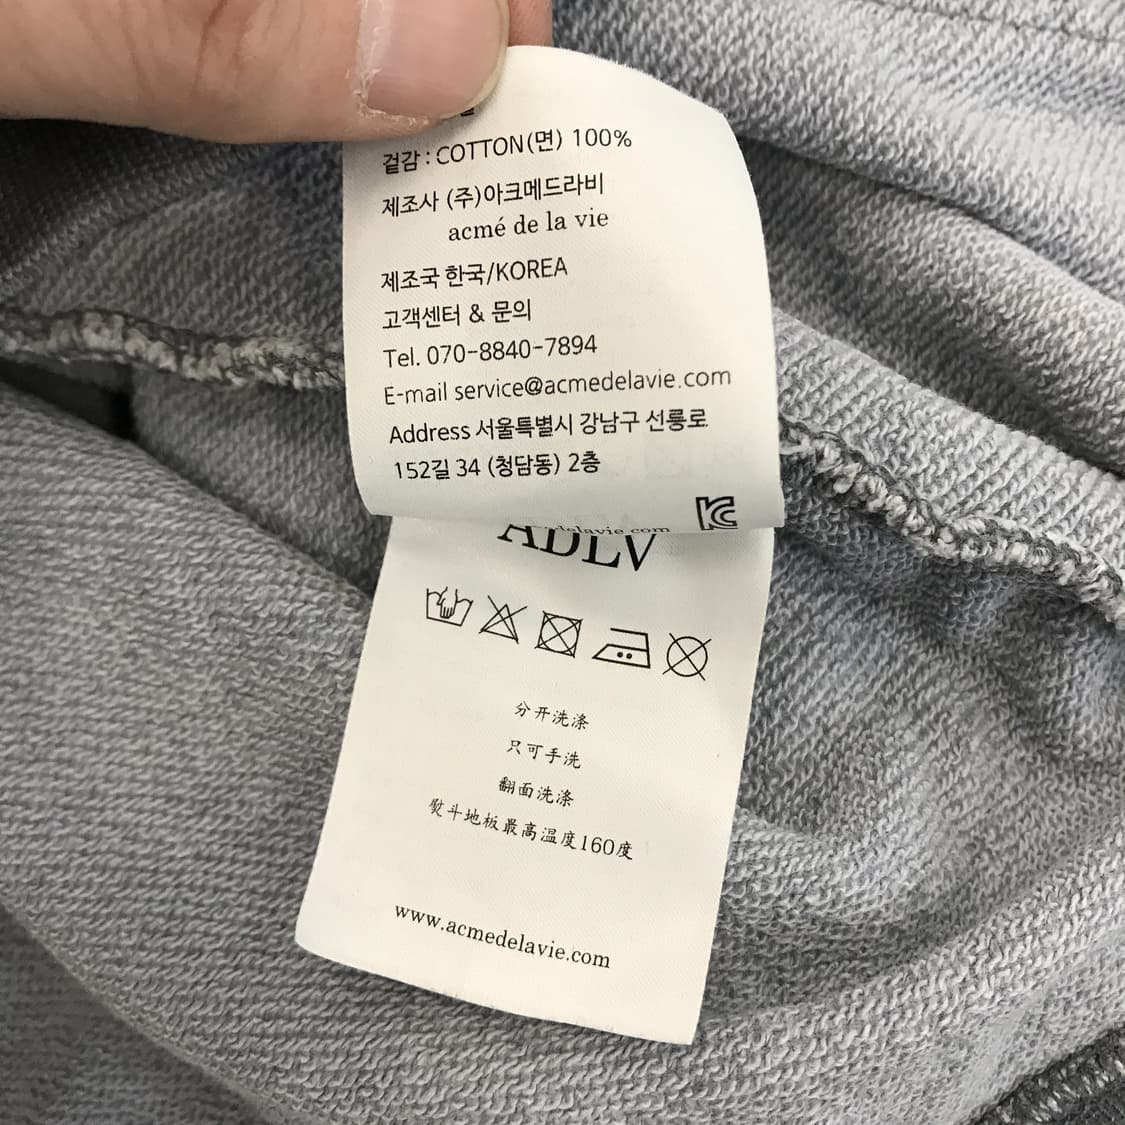 겉감 : COTTON(면) 100%
제조사 (주)아크메드라비
acmé de la vie
제조국 한국/KOREA
고객센터 & 문의
Tel. 070-8840-7894
E-mail service@acmedelavie.com
Address 서울특별시 강남구 선릉로
152길 34 (청담동) 2층
KC
delavie.com
ADLV
分开洗涤
只可手洗
翻面洗涤
熨斗地板最高温度160度
www.acmedelavie.com